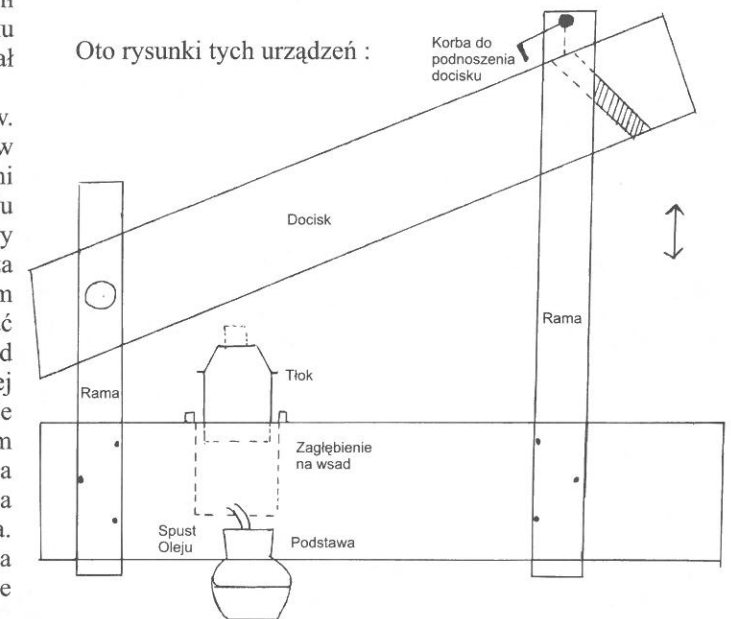 Oto rysunki tych urządzeń :
Korba do
podnoszenia
docisku
Docisk
Rama
Tłok
Rama
Zagłębienie
na wsad
Spust
Oleju
Podstawa